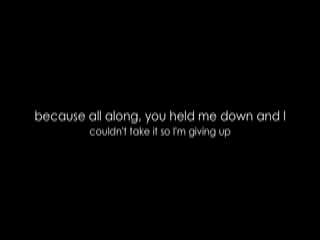 because all along, you held me down and I
couldn't take it so I'm giving up